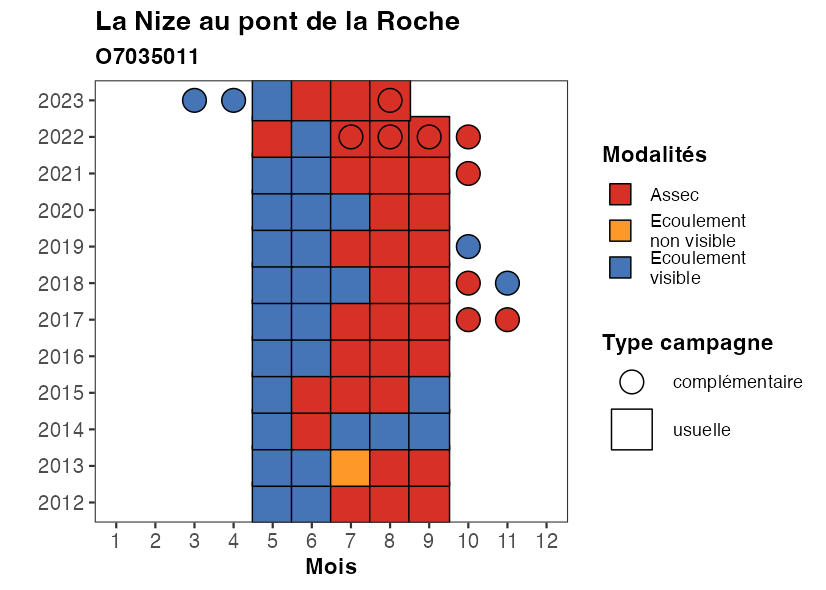 La Nize au pont de la Roche
O7035011
2023
2022
2021
2020
2019
2018
2017
2016
2015
2014
2013
2012
1 2 3 4 5 6 7 8 9 10 11 12
Mois
Modalités
Assec
Ecoulement
non visible
Ecoulement
visible
Type campagne
complémentaire
usuelle